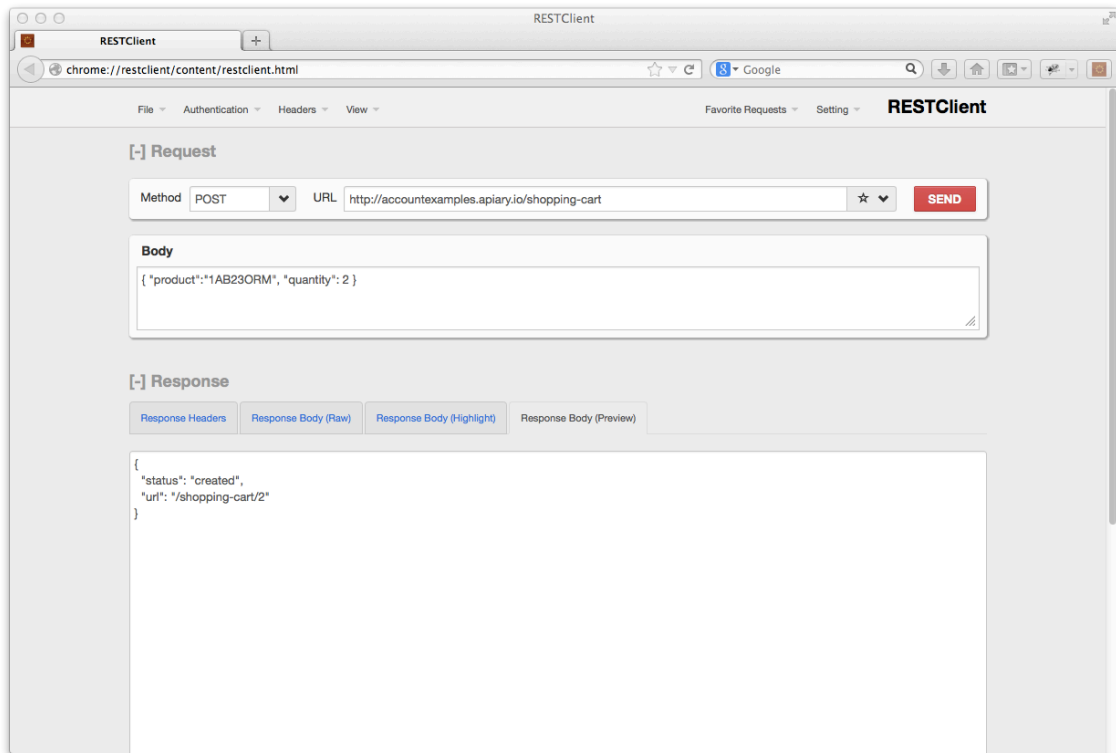 RESTClient
RESTClient
chrome://restclient/content/restclient.html
Google
File Authentication Headers View Favorite Requests Setting RESTClient
[-] Request
Method POST URL http://accountexamples.apiary.io/shopping-cart SEND
Body
{ "product":"1AB23ORM", "quantity": 2 }
[-] Response
Response Headers Response Body (Raw) Response Body (Highlight) Response Body (Preview)
{
"status": "created",
"url": "/shopping-cart/2"
}